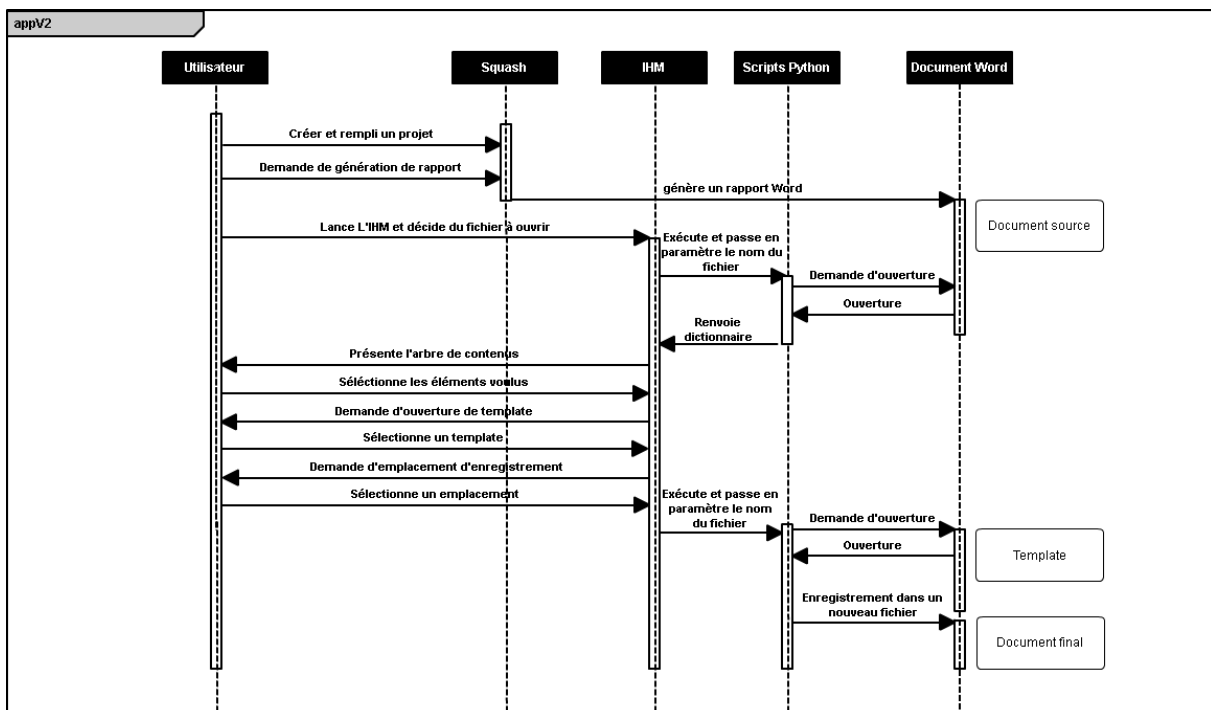 appV2
Utilisateur
Squash
IHM
Scripts Python
Document Word
Créer et rempli un projet
Demande de génération de rapport
génère un rapport Word
Document source
Lance L'IHM et décide du fichier à ouvrir
Exécute et passe en
paramètre le nom du
fichier
Demande d'ouverture
Ouverture
Renvoie
dictionnaire
Présente l'arbre de contenus
Séléctionne les éléments voulus
Demande d'ouverture de template
Sélectionne un template
Demande d'emplacement d'enregistrement
Sélectionne un emplacement
Exécute et passe en
paramètre le nom
du fichier
Demande d'ouverture
Ouverture
Template
Enregistrement dans un
nouveau fichier
Document final